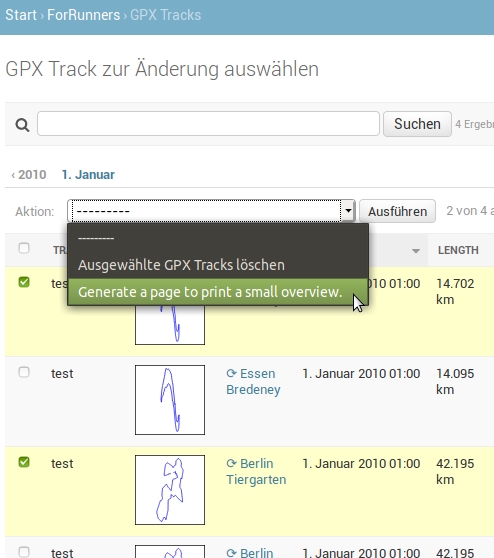 Start › ForRunners › GPX Tracks
GPX Track zur Änderung auswählen
Suchen
4 Ergeb
‹ 2010
1. Januar
Aktion:
---------
Ausführen
2 von 4 a
---------
Ausgewählte GPX Tracks löschen
Generate a page to print a small overview.
TR
LENGTH
tes
010 01:00
14.702
km
test
⟳ Essen
Bredeney
1. Januar 2010 01:00
14.095
km
test
⟳ Berlin
Tiergarten
1. Januar 2010 01:00
42.195
km
test
⟳ Berlin
1. Januar 2010 01:00
42.195